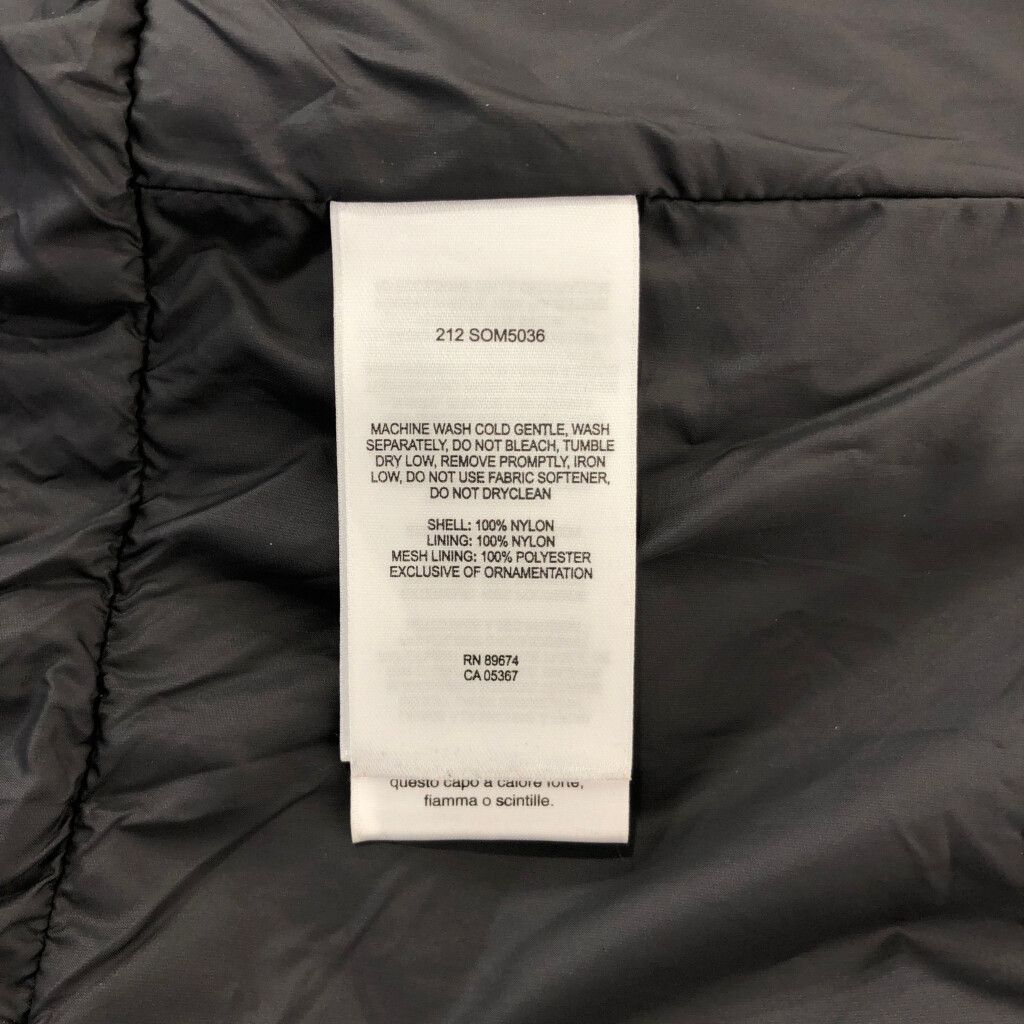 212 SOM5036
MACHINE WASH COLD GENTLE, WASH
SEPARATELY, DO NOT BLEACH, TUMBLE
DRY LOW, REMOVE PROMPTLY, IRON
LOW, DO NOT USE FABRIC SOFTENER,
DO NOT DRYCLEAN
SHELL: 100% NYLON
LINING: 100% NYLON
MESH LINING: 100% POLYESTER
EXCLUSIVE OF ORNAMENTATION
RN 89674
CA 05367
questo capo a calore forte,
fiamma o scintille.